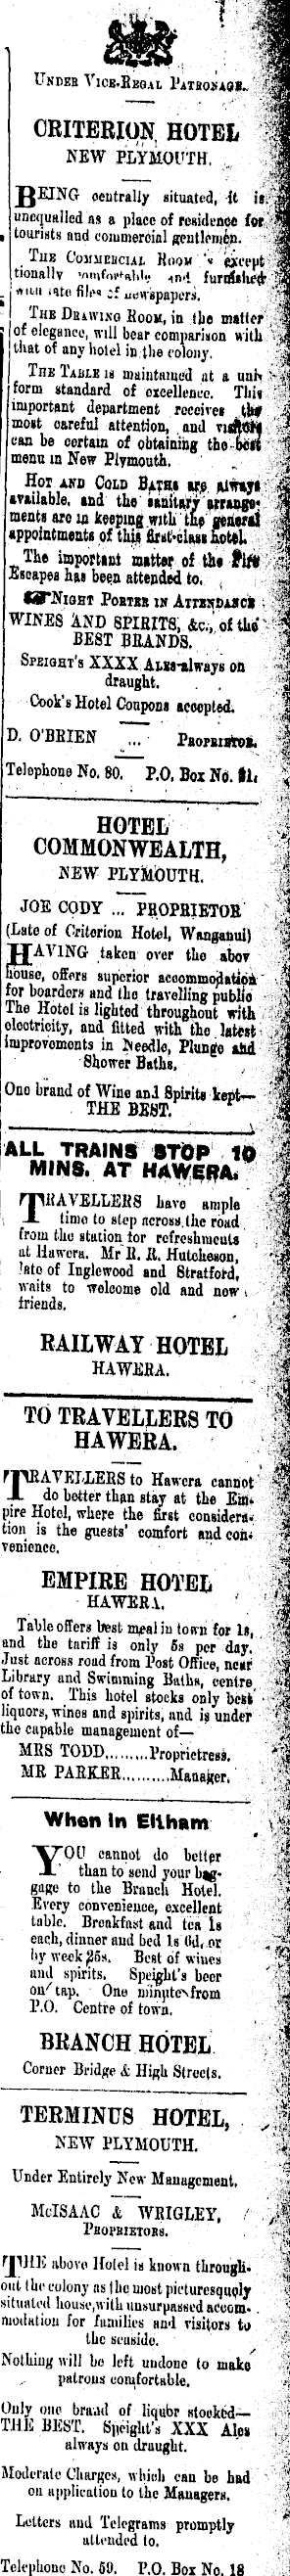 UNDER VICE-REGAL PATRONAGE.
CRITERION HOTEL
NEW PLYMOUTH.
BEING centrally situated, it is
unequalled as a place of residence for
tourists and commercial gentlemen.
THE COMMERCIAL ROOM is except
tionally comfortable and furnished
with late files of newspapers.
THE DRAWING ROOM, in the matter
of elegance, will bear comparison with
that of any hotel in the colony.
THE TABLE is maintained at a uni-
form standard of excellence. This
important department receives the
most careful attention, and visitors
can be certain of obtaining the best
menu in New Plymouth.
HOT AND COLD BATHS are always
available, and the sanitary arrange-
ments are in keeping with the general
appointments of this first-class hotel.
The important matter of the Fire
Escapes has been attended to.
NIGHT PORTER IN ATTENDANCE
WINES AND SPIRITS, &c., of the
BEST BRANDS.
SPEIGHT'S XXXX ALES always on
draught.
Cook's Hotel Coupons accepted.
D. O'BRIEN ... PROPRIETOR.
Telephone No. 80. P.O. Box No.
HOTEL
COMMONWEALTH,
NEW PLYMOUTH.
JOE CODY ... PROPRIETOR
(Late of Criterion Hotel, Wanganui)
HAVING taken over the abov
house, offers superior accommodation
for boarders and the travelling public
The Hotel is lighted throughout with
electricity, and fitted with the latest
improvements in Needle, Plunge and
Shower Baths.
One brand of Wine and Spirits kept—
THE BEST.
ALL TRAINS STOP 10
MINS. AT HAWERA.
TRAVELLERS have ample
time to step across the road
from the station for refreshments
at Hawera. Mr R. R. Hutcheson,
late of Inglewood and Stratford,
waits to welcome old and new
friends.
RAILWAY HOTEL
HAWERA.
TO TRAVELLERS TO
HAWERA.
TRAVELLERS to Hawera cannot
do better than stay at the Em-
pire Hotel, where the first considera-
tion is the guests' comfort and con-
venience.
EMPIRE HOTEL
HAWERA.
Table offers best meal in town for 1s,
and the tariff is only 5s per day.
Just across road from Post Office, near
Library and Swimming Baths, centre
of town. This hotel stocks only best
liquors, wines and spirits, and is under
the capable management of—
MRS TODD.........Proprietress.
MR PARKER.........Manager.
When in Eltham
YOU cannot do better
than to send your bag-
gage to the Branch Hotel.
Every convenience, excellent
table. Breakfast and tea 1s
each, dinner and bed 1s 6d, or
by week 25s. Best of wines
and spirits. Speight's beer
on tap. One minute from
P.O. Centre of town.
BRANCH HOTEL
Corner Bridge & High Streets.
TERMINUS HOTEL,
NEW PLYMOUTH.
Under Entirely New Management.
McISAAC & WRIGLEY,
PROPRIETORS.
THE above Hotel is known through-
out the colony as the most picturesquely
situated house, with unsurpassed accom-
modation for families and visitors to
the seaside.
Nothing will be left undone to make
patrons comfortable.
Only one brand of liquor stocked—
THE BEST. Speight's XXX Ales
always on draught.
Moderate Charges, which can be had
on application to the Managers.
Letters and Telegrams promptly
attended to.
Telephone No. 59. P.O. Box No. 18